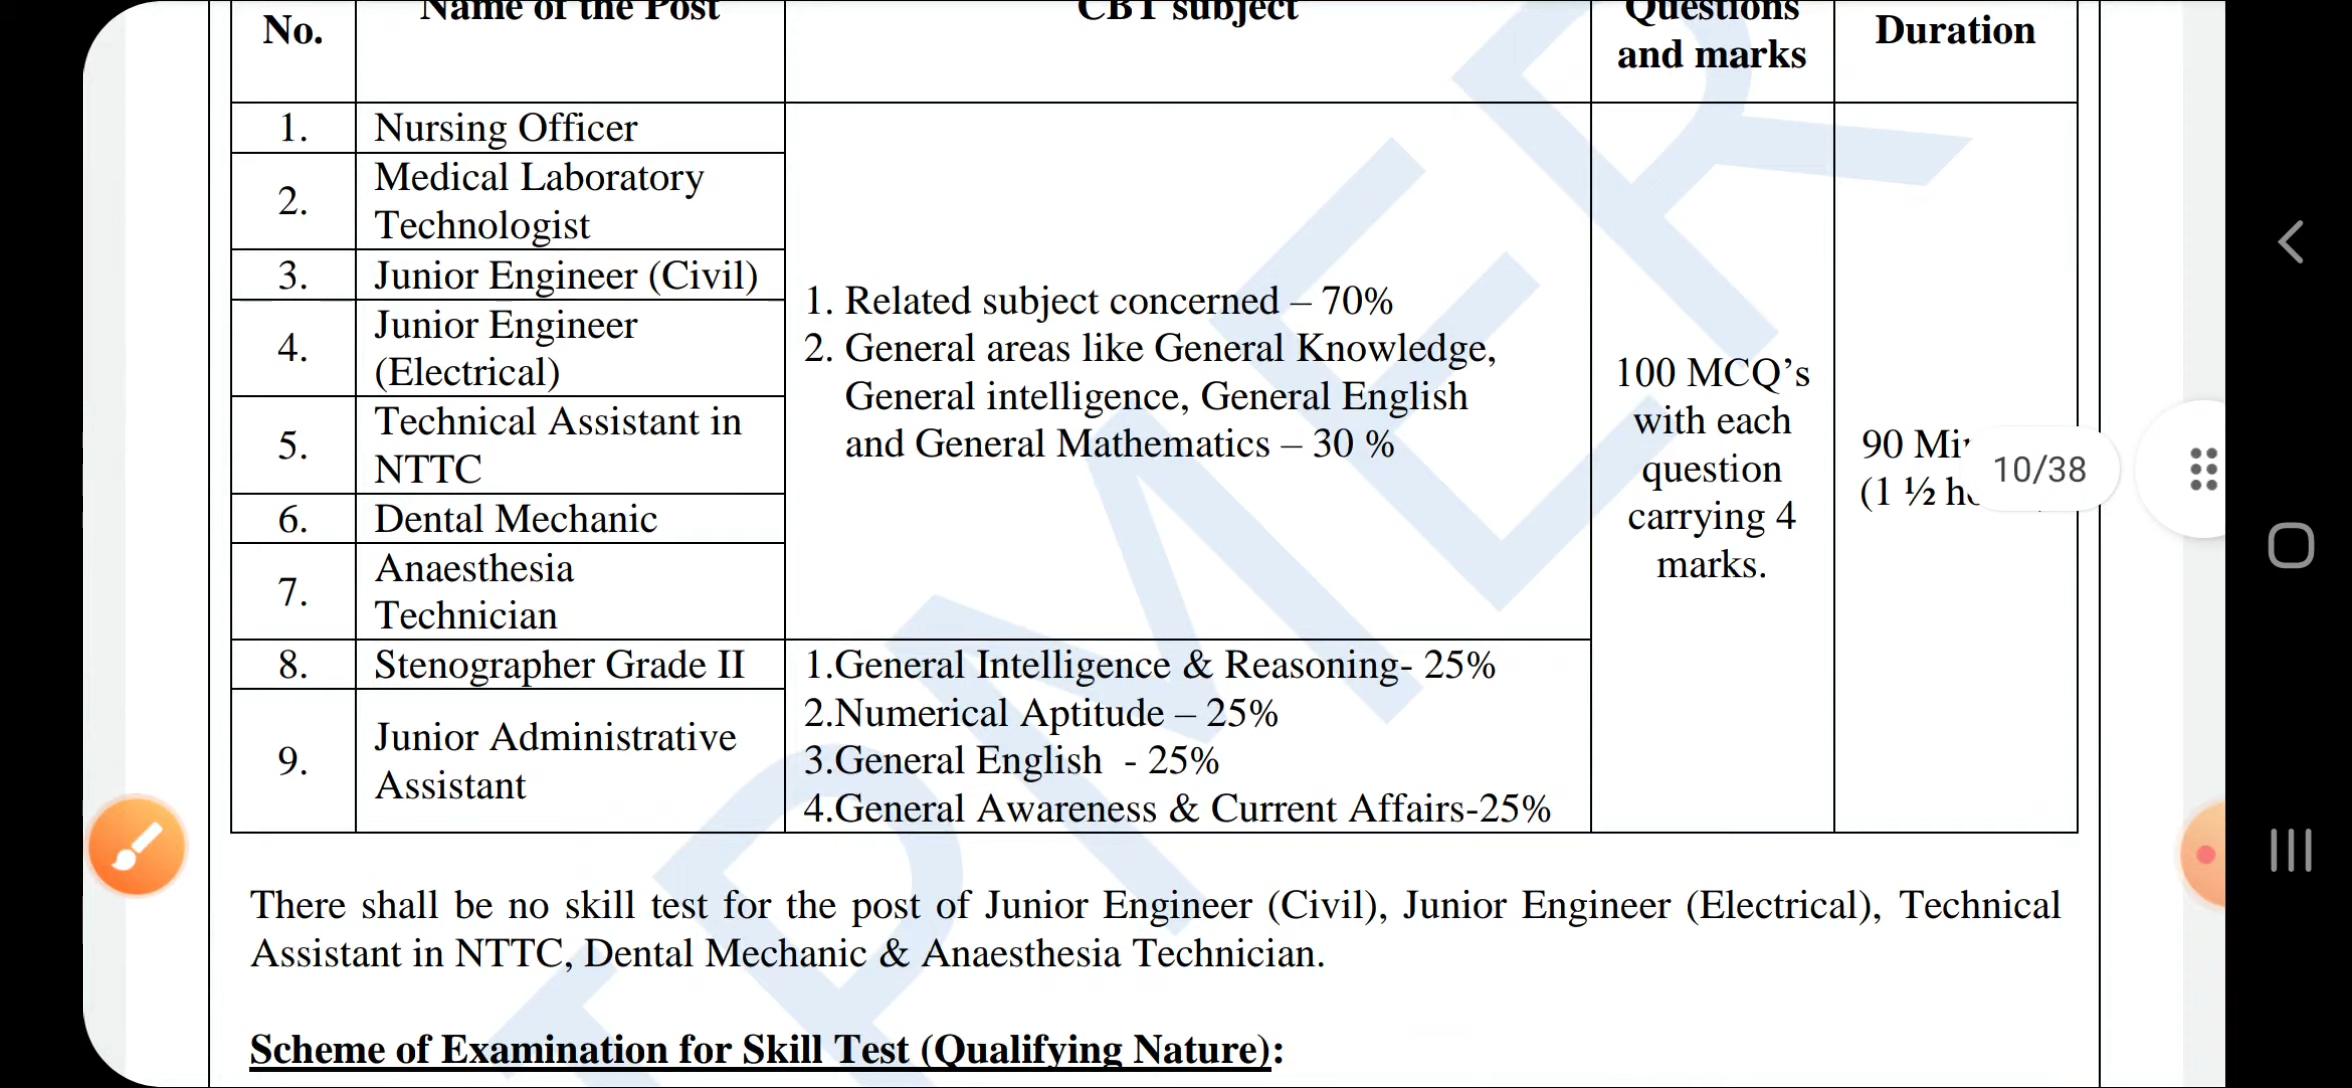 No.
Name of the Post
CBT subject
Questions
and marks
Duration
1.
Nursing Officer
2.
Medical Laboratory
Technologist
3.
Junior Engineer (Civil)
4.
Junior Engineer
(Electrical)
5.
Technical Assistant in
NTTC
6.
Dental Mechanic
7.
Anaesthesia
Technician
1. Related subject concerned – 70%
2. General areas like General Knowledge,
General intelligence, General English
and General Mathematics – 30 %
100 MCQ’s
with each
question
carrying 4
marks.
90
(1 ½
10/38
8.
Stenographer Grade II
9.
Junior Administrative
Assistant
1.General Intelligence & Reasoning- 25%
2.Numerical Aptitude – 25%
3.General English - 25%
4.General Awareness & Current Affairs-25%
There shall be no skill test for the post of Junior Engineer (Civil), Junior Engineer (Electrical), Technical
Assistant in NTTC, Dental Mechanic & Anaesthesia Technician.
Scheme of Examination for Skill Test (Qualifying Nature):